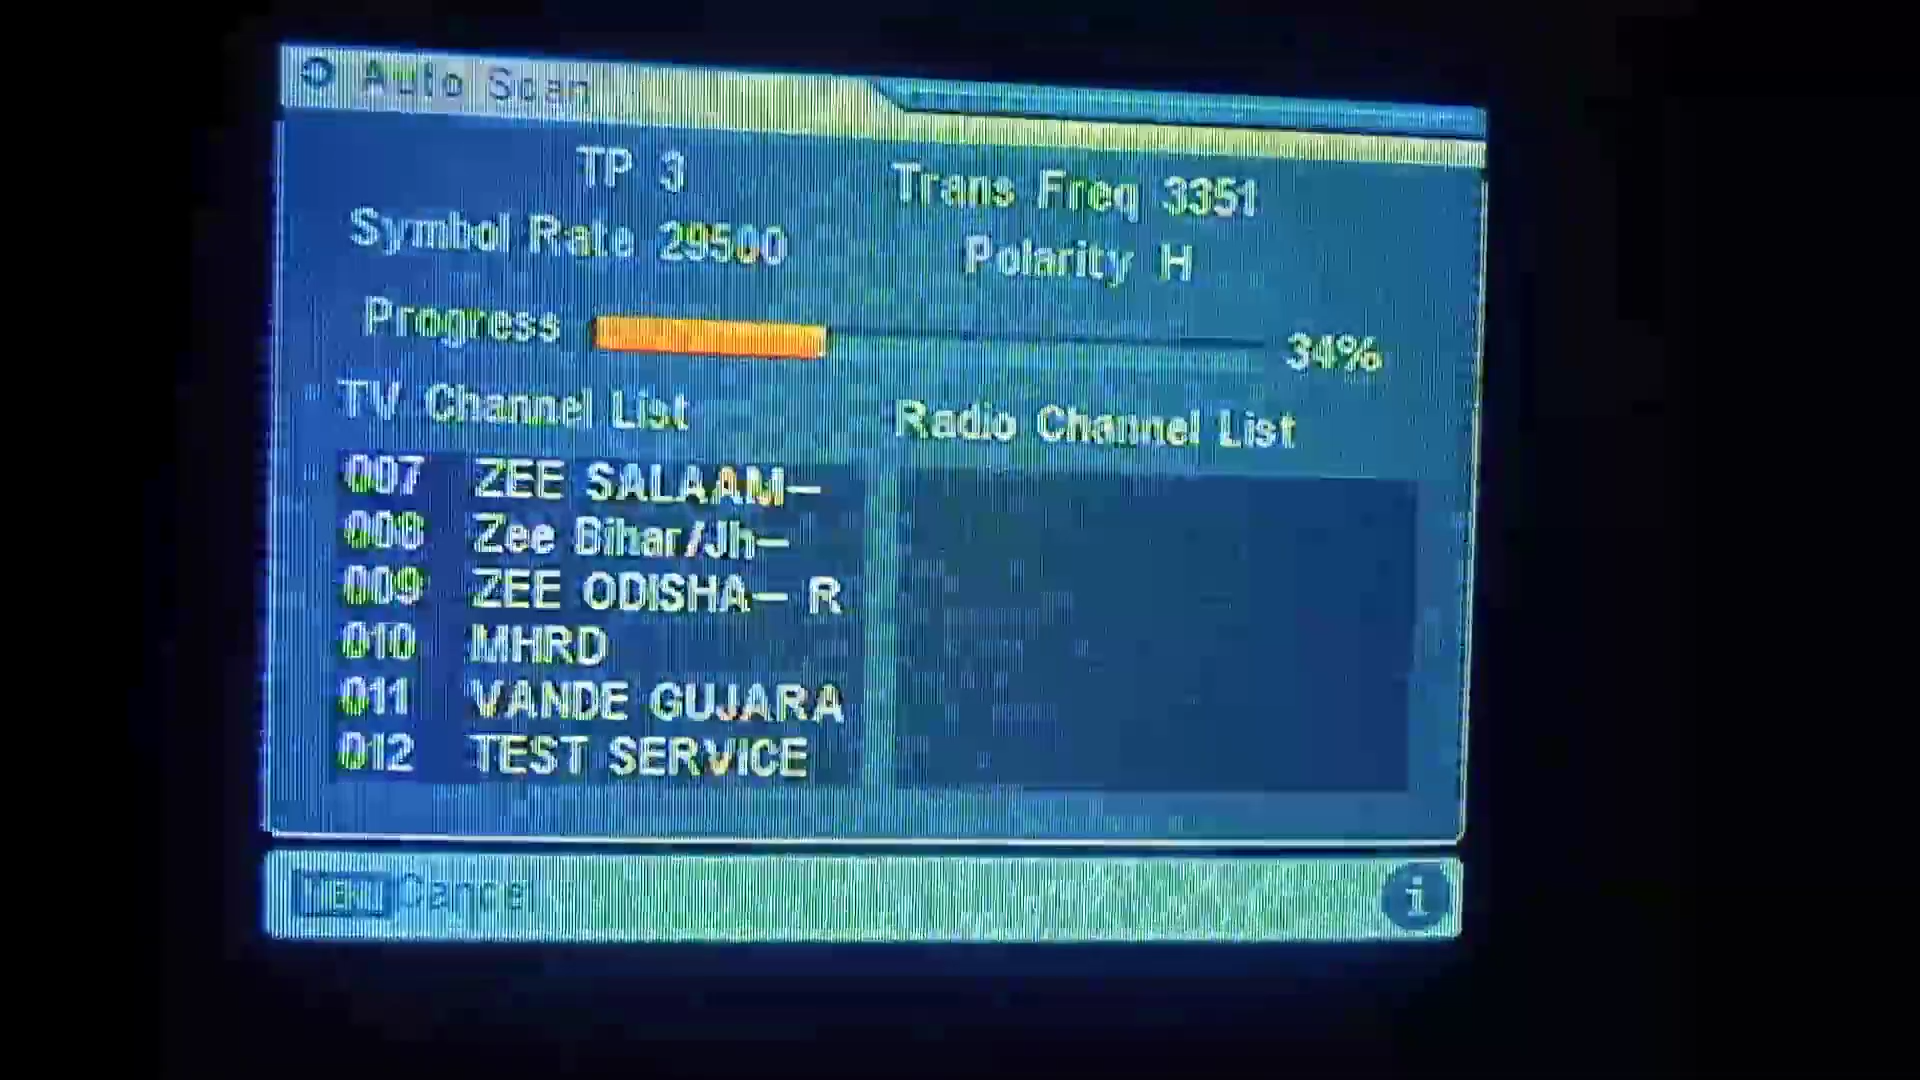 Auto Scan
TP 3
Trans Freq 3351
Symbol Rate 29500
Polarity H
Progress
34%
TV Channel List
Radio Channel List
007 ZEE SALAAM-
008 Zee Bihar/Jh-
009 ZEE ODISHA- R
010 MHRD
011 VANDE GUJARA
012 TEST SERVICE
MENU Cancel
i